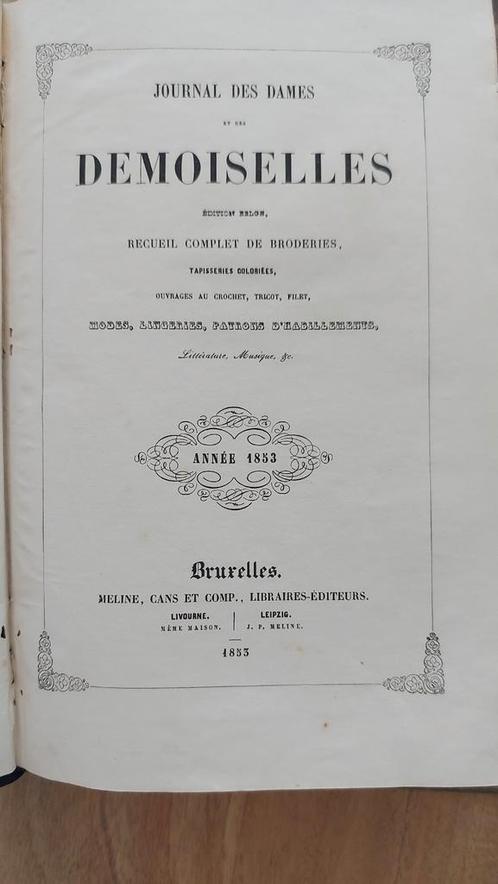 JOURNAL DES DAMES
ET DES
DEMOISELLES
ÉDITION BELGE,
RECUEIL COMPLET DE BRODERIES,
TAPISSERIES COLORIÉES,
OUVRAGES AU CROCHET, TRICOT, FILET,
MODES, LINGERIES, PATRONS D'HABILLEMENTS,
Littérature, Musique, &c.
ANNÉE 1853
Bruxelles.
MELINE, CANS ET COMP., LIBRAIRES-ÉDITEURS.
LIVOURNE. LEIPZIG.
MÊME MAISON. J. P. MELINE.
1853